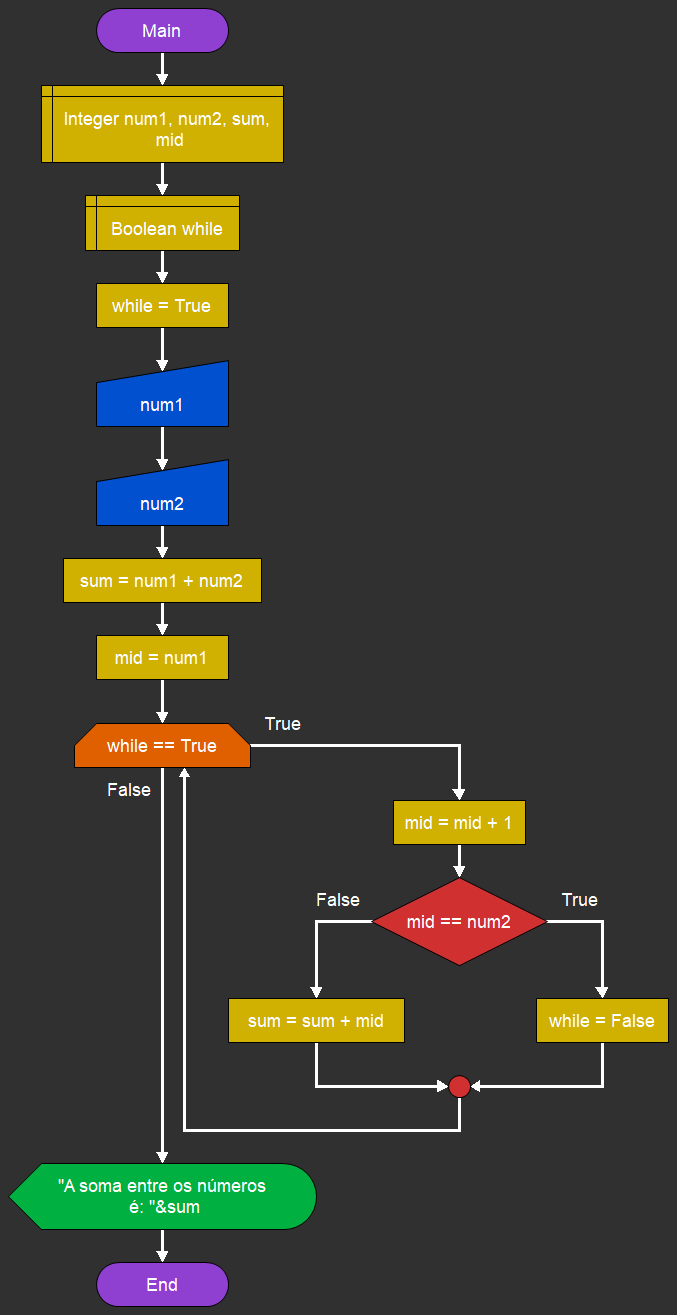 Main
Integer num1, num2, sum,
mid
Boolean while
while = True
num1
num2
sum = num1 + num2
mid = num1
while == True
True
False
mid = mid + 1
mid == num2
False
True
sum = sum + mid
while = False
"A soma entre os números
é: "&sum
End